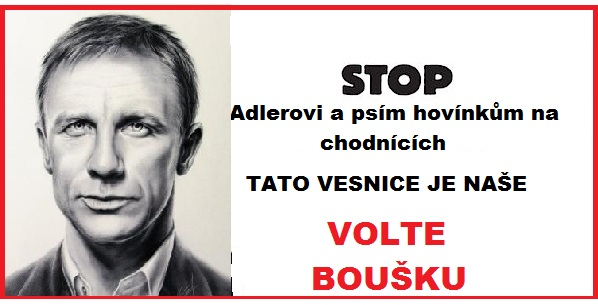 STOP
Adlerovi a psím hovínkům na
chodnících
TATO VESNICE JE NAŠE
VOLTE
BOUŠKU